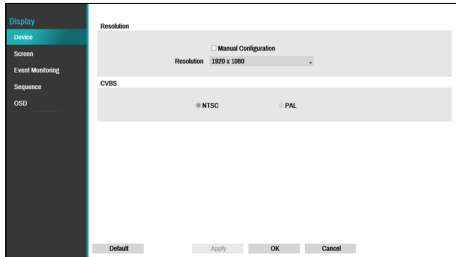 Display
Device
Screen
Event Monitoring
Sequence
OSD
Resolution
Manual Configuration
Resolution 1920 x 1080
CVBS
NTSC PAL
Default Apply OK Cancel